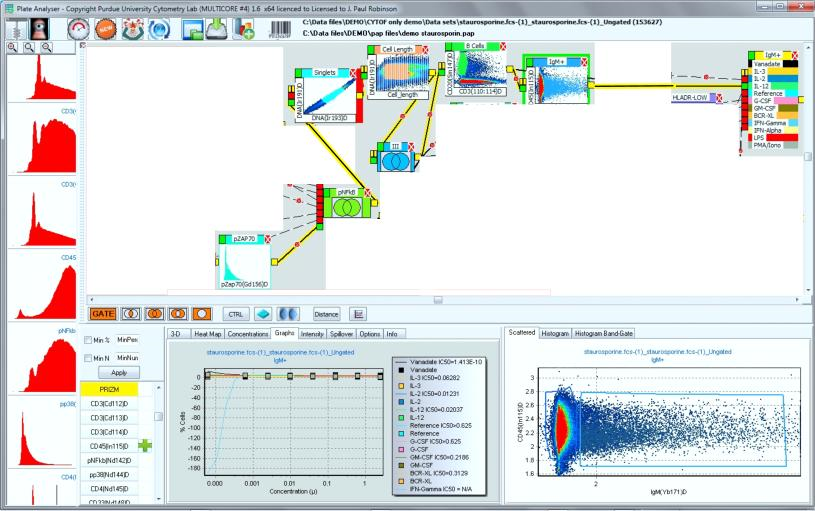 Plate Analyser - Copyright Purdue University Cytometry Lab (MULTICORE #4) 1.6 x64 licenced to Licensed to J. Paul Robinson
C:\Data files\DEMO\CYTOF only demo\Data sets\staurosporine.fcs-(1)_staurosporine.fcs-(1)_Ungated (153627)
C:\Data files\DEMO\pap files\demo staurosporin.pap
NEW
CD3(
CD3(
CD45
pNFkb
pp38(
CD4(I
Singlets
DNA(Ir191)D
DNA(Ir193)D
Cell Length
DNA(Ir191)D
Cell_length
B Cells
CD20(Sm147)D
CD3(110:114)D
IgM+
CD45(In115)D
III
pNFkB
pZAP70
pZap70(Gd156)D
HLADR-LOW
IgM+
Vanadate
IL-3
IL-2
IL-12
Reference
G-CSF
GM-CSF
BCR-XL
IFN-Gamma
IFN-Alpha
LPS
PMA/Iono
GATE
CTRL
Distance
Min %
MinPer
Min N
MinNun
Apply
PRIZM
CD3(Cd112)D
CD3(Cd113)D
CD3(Cd114)D
CD45(In115)D
pNFkb(Nd142)D
pp38(Nd144)D
CD4(Nd145)D
CD33(Nd148)D
3-D Heat Map Concentrations Graphs Intensity Spillover Options Info
staurosporine.fcs-(1)_staurosporine.fcs-(1)_Ungated
IgM+
% Cells
0
-20
-40
-60
-80
-100
-120
-140
-160
-180
0.000 0.001 0.01 0.1 1
Concentration (µ)
Vanadate IC50=1.413E-10
Vanadate
IL-3 IC50=0.06282
IL-3
IL-2 IC50=0.01231
IL-2
IL-12 IC50=0.02037
IL-12
Reference IC50=0.625
Reference
G-CSF IC50=0.625
G-CSF
GM-CSF IC50=0.2186
GM-CSF
BCR-XL IC50=0.3129
BCR-XL
IFN-Gamma IC50 = N/A
Scattered Histogram Histogram Band-Gate
staurosporine.fcs-(1)_staurosporine.fcs-(1)_Ungated
IgM+
CD45(In115)D
3
2.8
2.6
2.4
2.2
2
1.8
1.6
2
IgM(Yb171)D